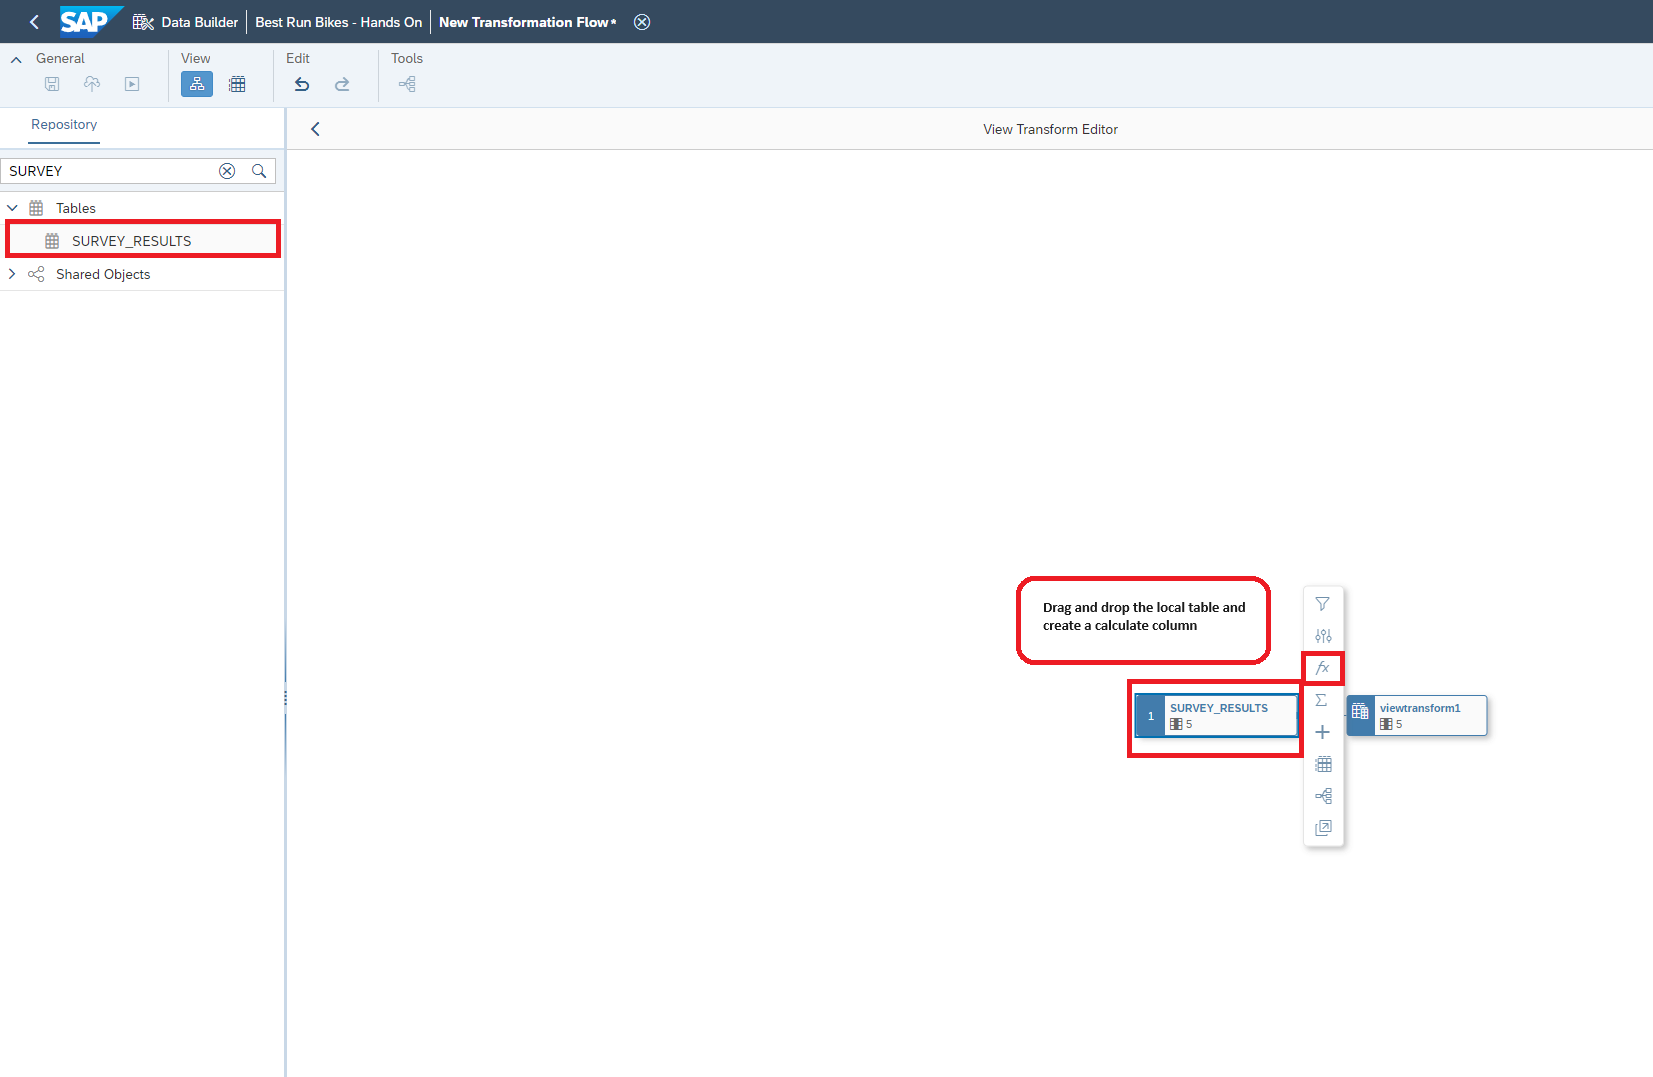 SAP Data Builder Best Run Bikes - Hands On New Transformation Flow*
General View Edit Tools
Repository
View Transform Editor
SURVEY
Tables
SURVEY_RESULTS
Shared Objects
Drag and drop the local table and
create a calculate column
fx
Σ
1 SURVEY_RESULTS
5
viewtransform1
5